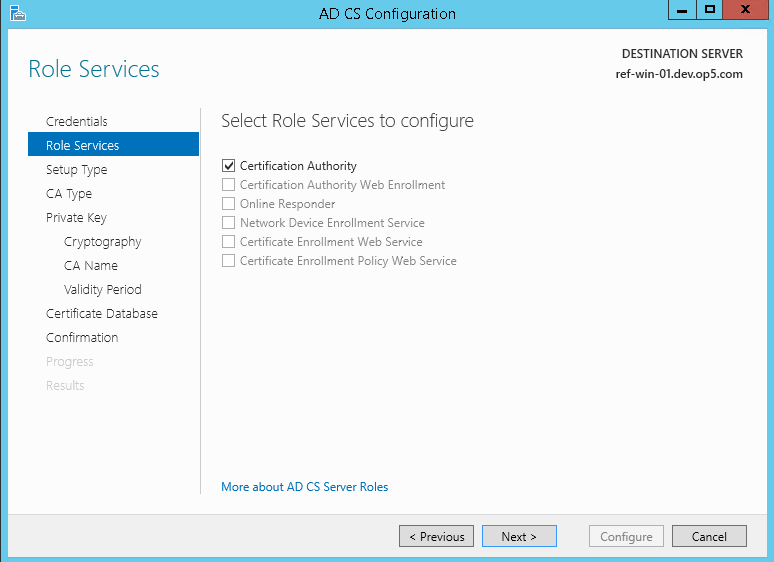 AD CS Configuration
Role Services
DESTINATION SERVER
ref-win-01.dev.op5.com
Credentials
Role Services
Setup Type
CA Type
Private Key
Cryptography
CA Name
Validity Period
Certificate Database
Confirmation
Progress
Results
Select Role Services to configure
Certification Authority
Certification Authority Web Enrollment
Online Responder
Network Device Enrollment Service
Certificate Enrollment Web Service
Certificate Enrollment Policy Web Service
More about AD CS Server Roles
< Previous
Next >
Configure
Cancel